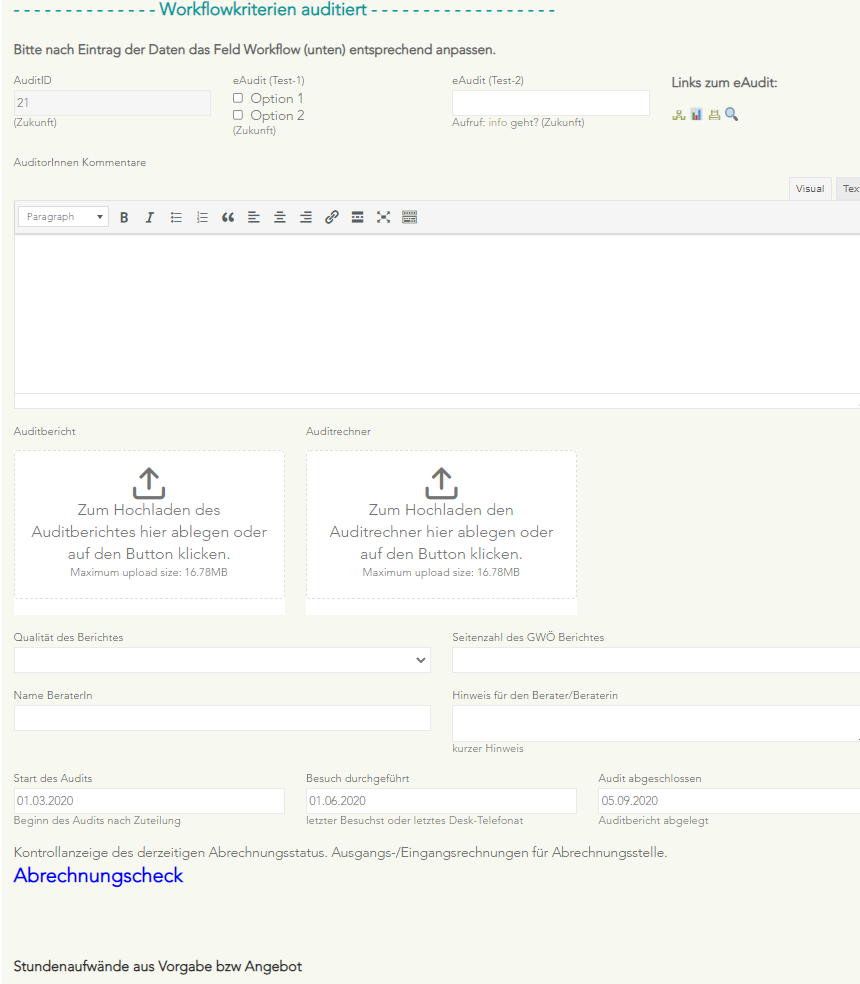 - - - - - - - - - - - - - - Workflowkriterien auditiert - - - - - - - - - - - - - - - - - -
Bitte nach Eintrag der Daten das Feld Workflow (unten) entsprechend anpassen.
AuditID
21
(Zukunft)
eAudit (Test-1)
Option 1
Option 2
(Zukunft)
eAudit (Test-2)
Aufruf: info geht? (Zukunft)
Links zum eAudit:
AuditorInnen Kommentare
Visual Tex
Paragraph B I
Auditbericht
Zum Hochladen des
Auditberichtes hier ablegen oder
auf den Button klicken.
Maximum upload size: 16.78MB
Auditrechner
Zum Hochladen den
Auditrechner hier ablegen oder
auf den Button klicken.
Maximum upload size: 16.78MB
Qualität des Berichtes
Seitenzahl des GWÖ Berichtes
Name BeraterIn
Hinweis für den Berater/Beraterin
kurzer Hinweis
Start des Audits
01.03.2020
Beginn des Audits nach Zuteilung
Besuch durchgeführt
01.06.2020
letzter Besuchst oder letztes Desk-Telefonat
Audit abgeschlossen
05.09.2020
Auditbericht abgelegt
Kontrollanzeige des derzeitigen Abrechnungsstatus. Ausgangs-/Eingangsrechnungen für Abrechnungsstelle.
Abrechnungscheck
Stundenaufwände aus Vorgabe bzw Angebot